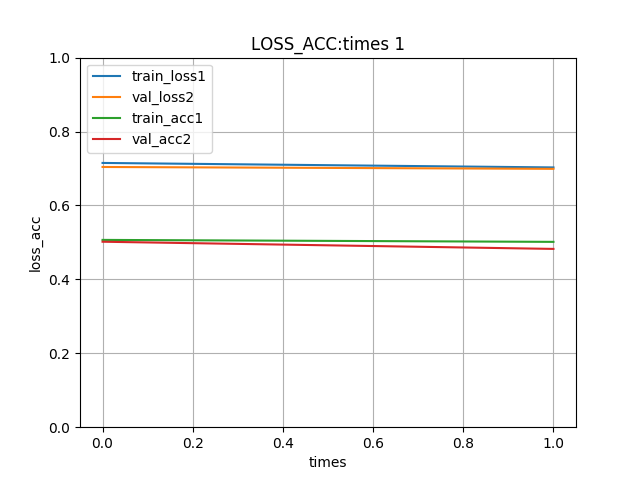 LOSS_ACC:times 1
1.0
0.8
0.6
0.4
0.2
0.0
loss_acc
train_loss1
val_loss2
train_acc1
val_acc2
0.0 0.2 0.4 0.6 0.8 1.0
times